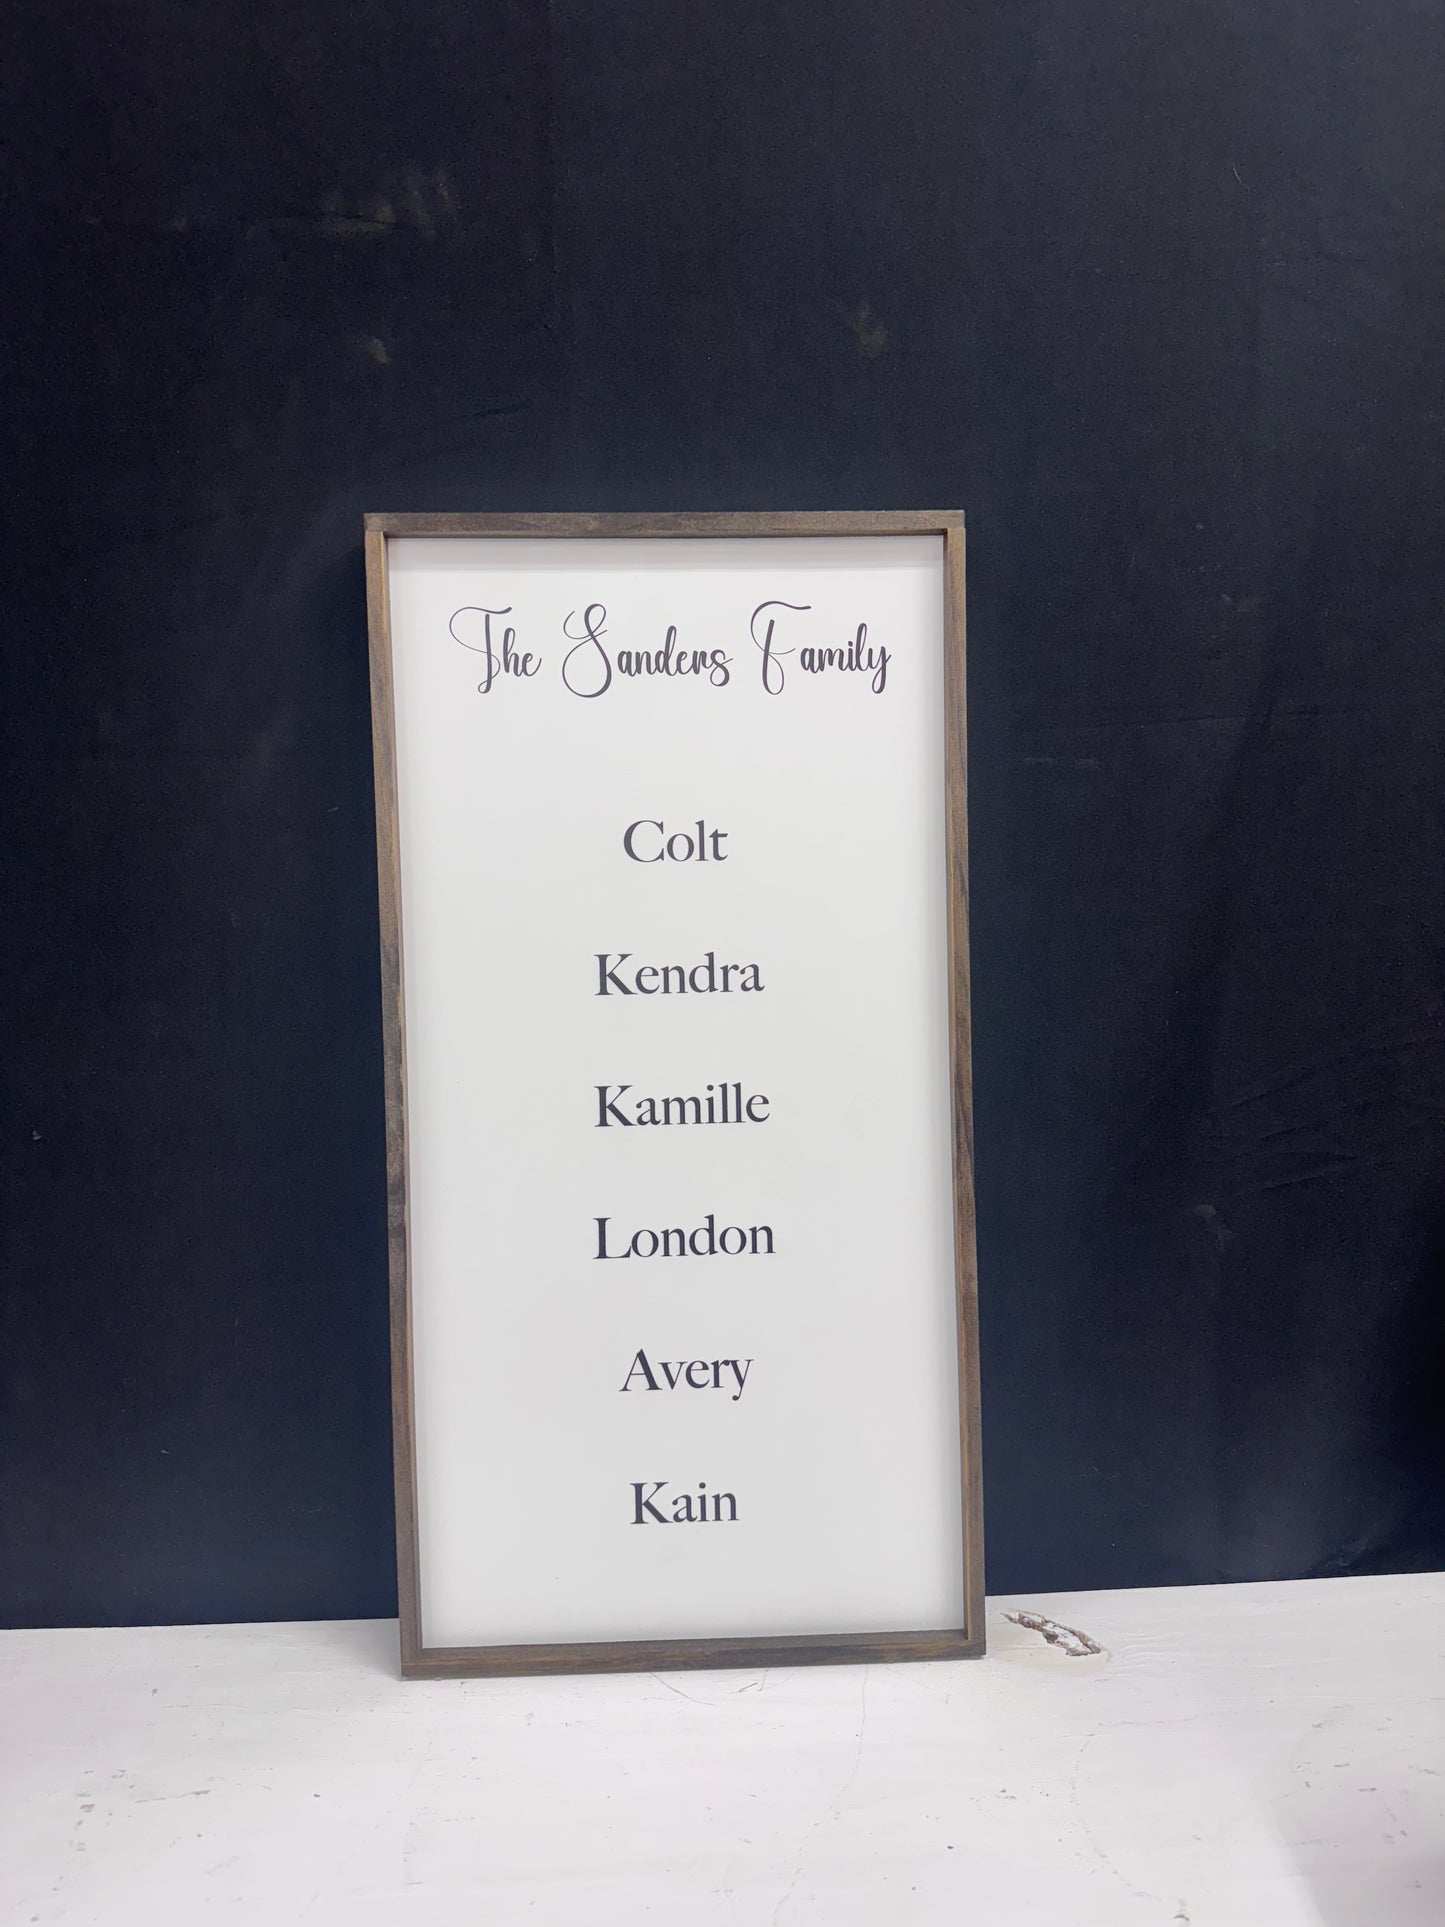 The Sanders Family
Colt
Kendra
Kamille
London
Avery
Kain